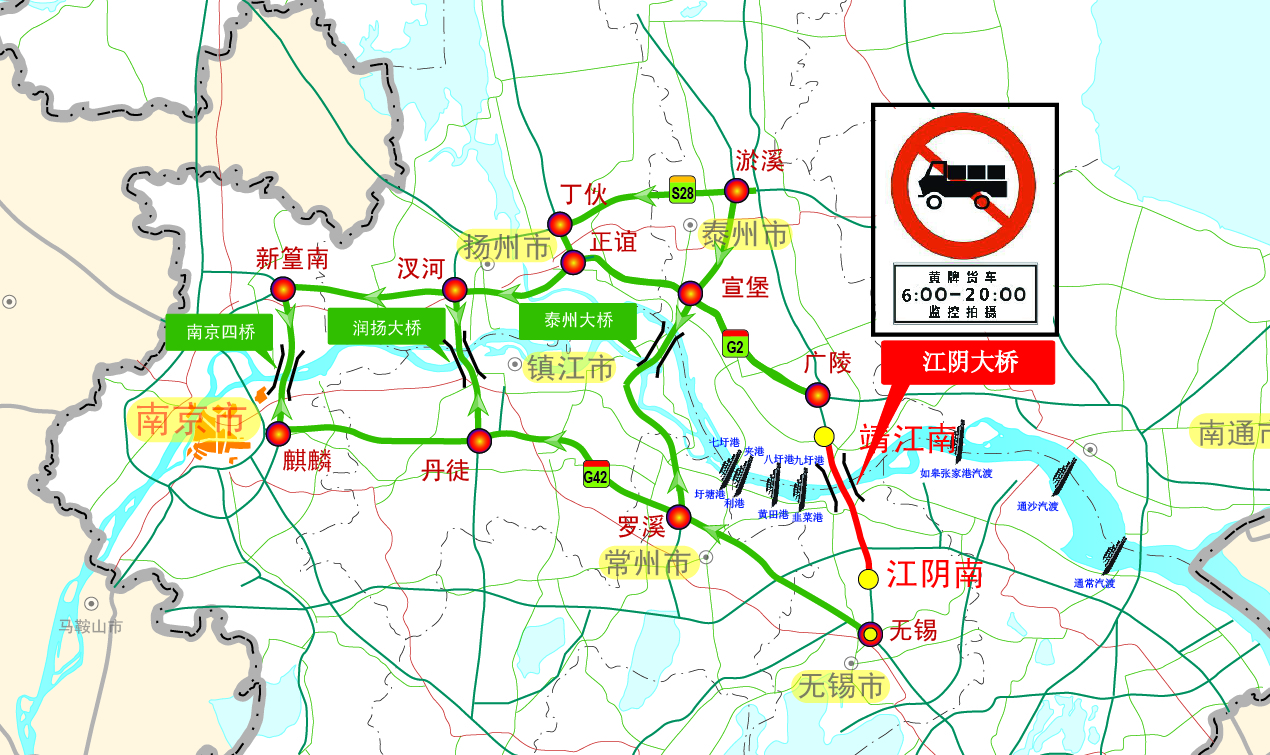 淤溪
丁伙
S28
泰州市
正谊
扬州市
新篁南
汊河
宣堡
黄牌货车
6:00-20:00
监控拍摄
南京四桥
润扬大桥
泰州大桥
G2
江阴大桥
镇江市
广陵
南京市
靖江南
南通市
七圩港
夹港
八圩港
九圩港
麒麟
丹徒
G42
圩塘港
利港
黄田港
韭菜港
如皋张家港汽渡
通沙汽渡
罗溪
常州市
江阴南
通常汽渡
马鞍山市
无锡
无锡市